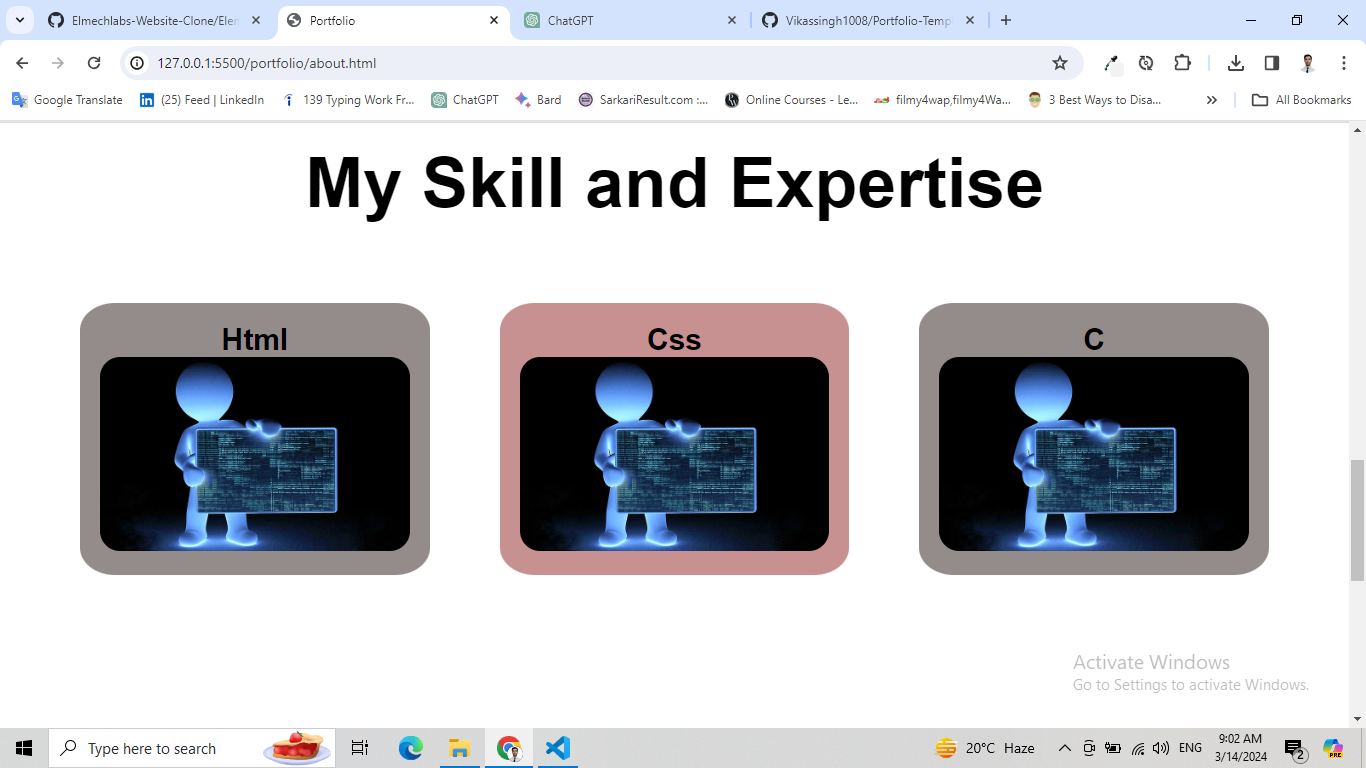 Elmechlabs-Website-Clone/Elem
Portfolio
ChatGPT
Vikassingh1008/Portfolio-Temp
127.0.0.1:5500/portfolio/about.html
Google Translate
(25) Feed | LinkedIn
139 Typing Work Fr...
ChatGPT
Bard
SarkariResult.com :...
Online Courses - Le...
filmy4wap,filmy4Wa...
3 Best Ways to Disa...
All Bookmarks
My Skill and Expertise
Html
Css
C
Activate Windows
Go to Settings to activate Windows.
Type here to search
20°C Haze
ENG
9:02 AM
3/14/2024
2
PRE